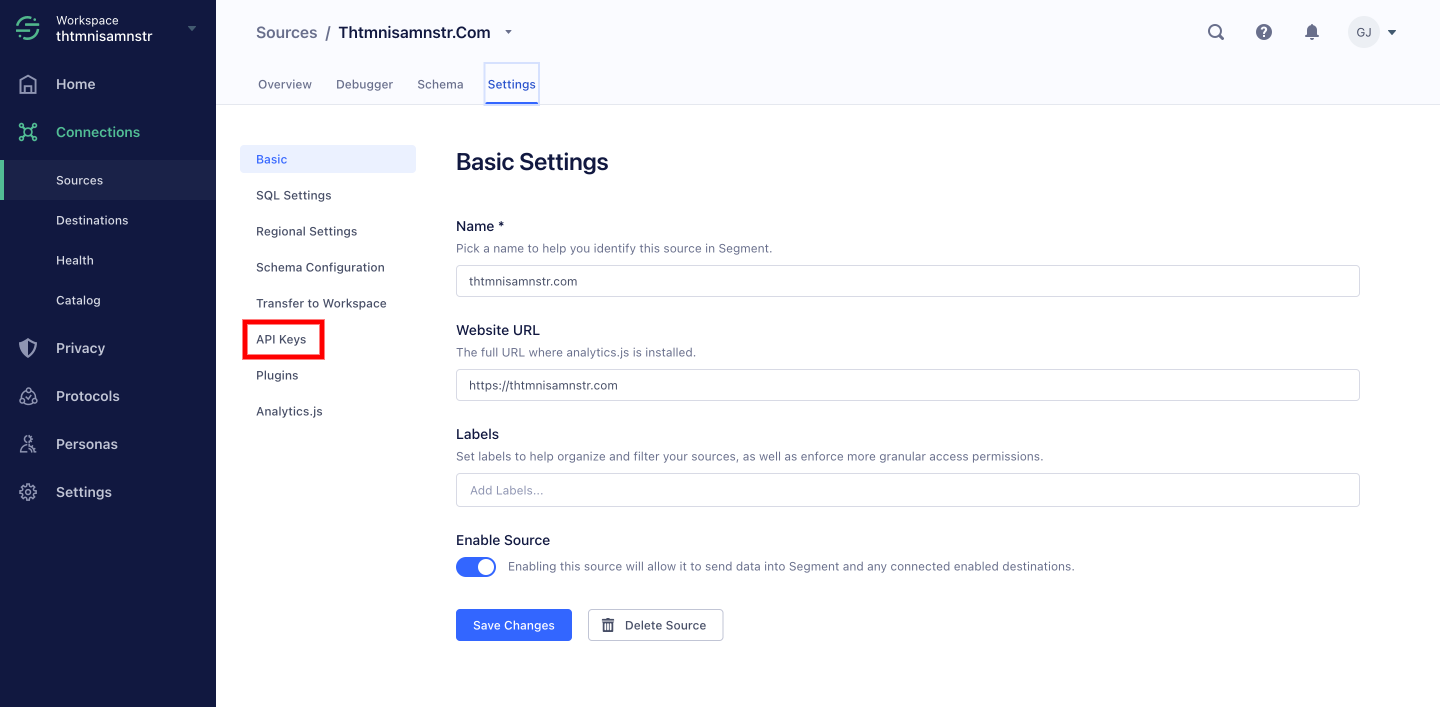 Workspace
thtmnisamnstr
Home
Connections
Sources
Destinations
Health
Catalog
Privacy
Protocols
Personas
Settings
Sources / Thtmnisamnstr.Com
GJ
Overview Debugger Schema Settings
Basic
SQL Settings
Regional Settings
Schema Configuration
Transfer to Workspace
API Keys
Plugins
Analytics.js
Basic Settings
Name *
Pick a name to help you identify this source in Segment.
thtmnisamnstr.com
Website URL
The full URL where analytics.js is installed.
https://thtmnisamnstr.com
Labels
Set labels to help organize and filter your sources, as well as enforce more granular access permissions.
Add Labels...
Enable Source
Enabling this source will allow it to send data into Segment and any connected enabled destinations.
Save Changes Delete Source